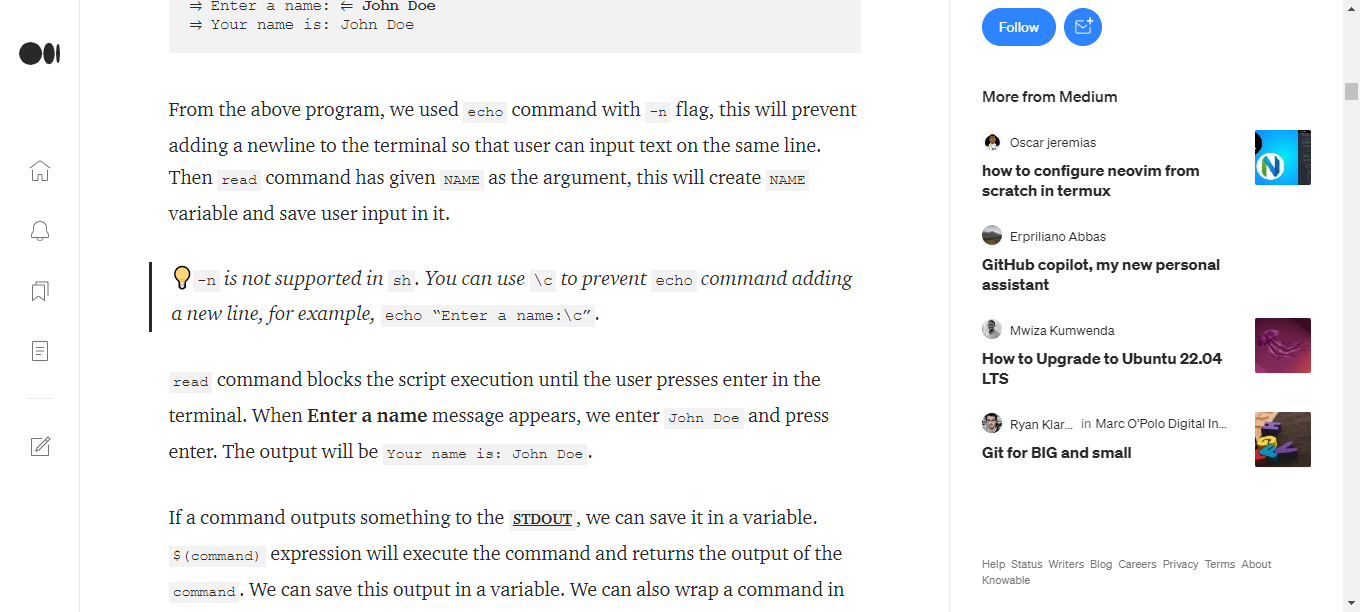 ⇒ Enter a name: ⇐ John Doe
⇒ Your name is: John Doe
From the above program, we used echo command with -n flag, this will prevent
adding a newline to the terminal so that user can input text on the same line.
Then read command has given NAME as the argument, this will create NAME
variable and save user input in it.
-n is not supported in sh. You can use \c to prevent echo command adding
a new line, for example, echo “Enter a name:\c”.
read command blocks the script execution until the user presses enter in the
terminal. When Enter a name message appears, we enter John Doe and press
enter. The output will be Your name is: John Doe.
If a command outputs something to the STDOUT, we can save it in a variable.
$(command) expression will execute the command and returns the output of the
command. We can save this output in a variable. We can also wrap a command in
Follow
More from Medium
Oscar jeremias
how to configure neovim from
scratch in termux
Erpriliano Abbas
GitHub copilot, my new personal
assistant
Mwiza Kumwenda
How to Upgrade to Ubuntu 22.04
LTS
Ryan Klar... in Marc O’Polo Digital In...
Git for BIG and small
Help Status Writers Blog Careers Privacy Terms About
Knowable